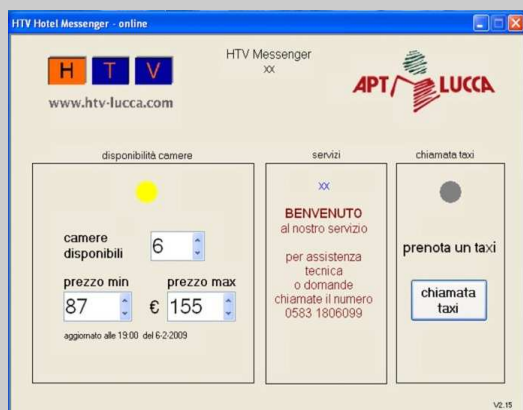 HTV Hotel Messenger - online
HTV Messenger
xx
H T V
www.htv-lucca.com
APT LUCCA
disponibilità camere
camere
disponibili
6
prezzo min
prezzo max
87 € 155
aggiornato alle 19:00 del 6-2-2009
servizi
xx
BENVENUTO
al nostro servizio
per assistenza
tecnica
o domande
chiamate il numero
0583 1806099
chiamata taxi
prenota un taxi
chiamata
taxi
V2.15